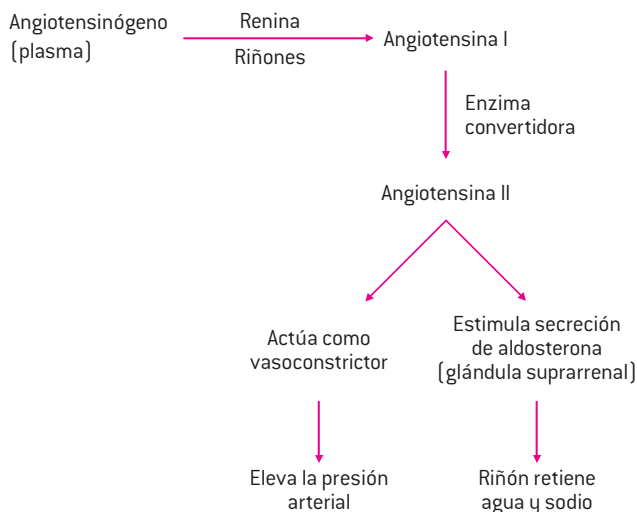 Angiotensinógeno
(plasma)
Renina
Riñones
Angiotensina I
Enzima
convertidora
Angiotensina II
Actúa como
vasoconstrictor
Estimula secreción
de aldosterona
(glándula suprarrenal)
Eleva la presión
arterial
Riñón retiene
agua y sodio